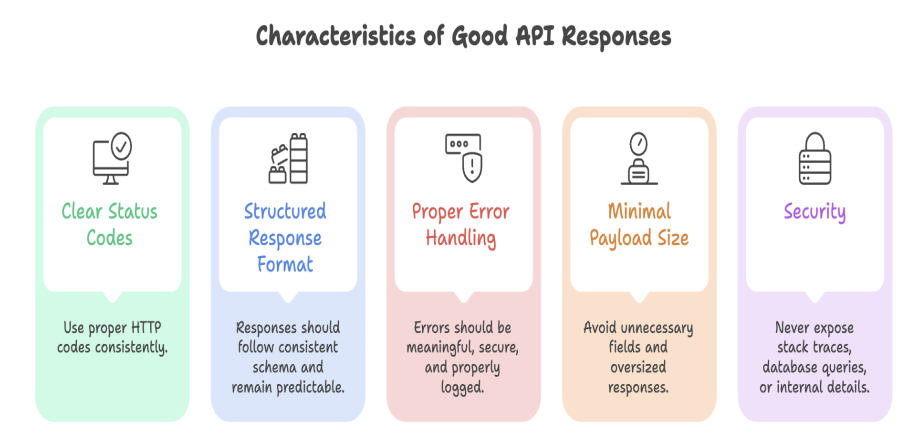 Characteristics of Good API Responses
Clear Status
Codes
Use proper HTTP
codes consistently.
Structured
Response
Format
Responses should
follow consistent
schema and
remain predictable.
Proper Error
Handling
Errors should be
meaningful, secure,
and properly
logged.
Minimal
Payload Size
Avoid unnecessary
fields and
oversized
responses.
Security
Never expose
stack traces,
database queries,
or internal details.